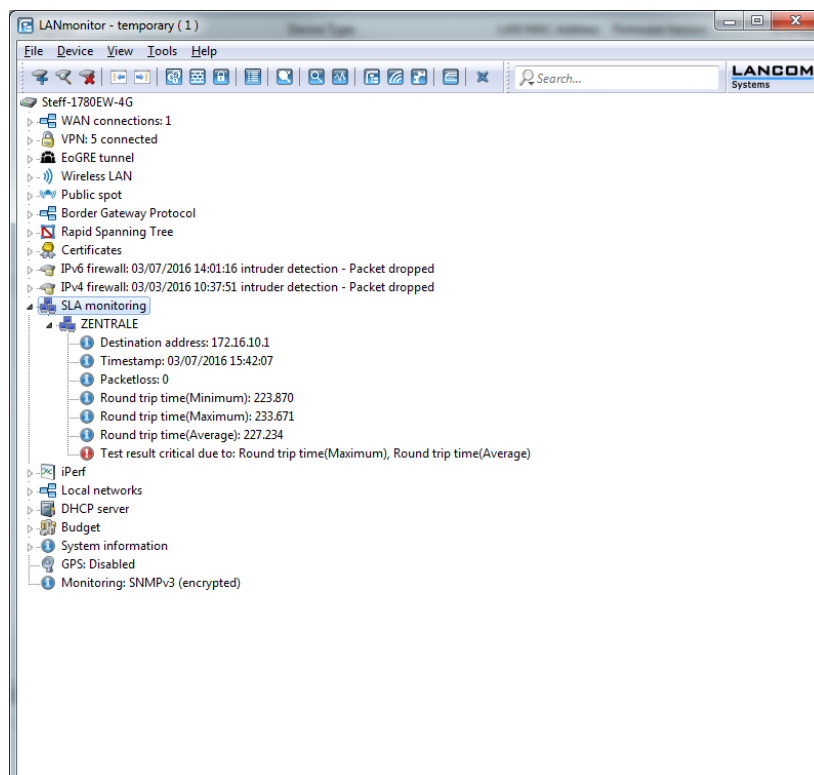 LANmonitor - temporary ( 1 )
File Device View Tools Help
Search...
LANCOM
Systems
Steff-1780EW-4G
WAN connections: 1
VPN: 5 connected
EoGRE tunnel
Wireless LAN
Public spot
Border Gateway Protocol
Rapid Spanning Tree
Certificates
IPv6 firewall: 03/07/2016 14:01:16 intruder detection - Packet dropped
IPv4 firewall: 03/03/2016 10:37:51 intruder detection - Packet dropped
SLA monitoring
ZENTRALE
Destination address: 172.16.10.1
Timestamp: 03/07/2016 15:42:07
Packetloss: 0
Round trip time(Minimum): 223.870
Round trip time(Maximum): 233.671
Round trip time(Average): 227.234
Test result critical due to: Round trip time(Maximum), Round trip time(Average)
iPerf
Local networks
DHCP server
Budget
System information
GPS: Disabled
Monitoring: SNMPv3 (encrypted)